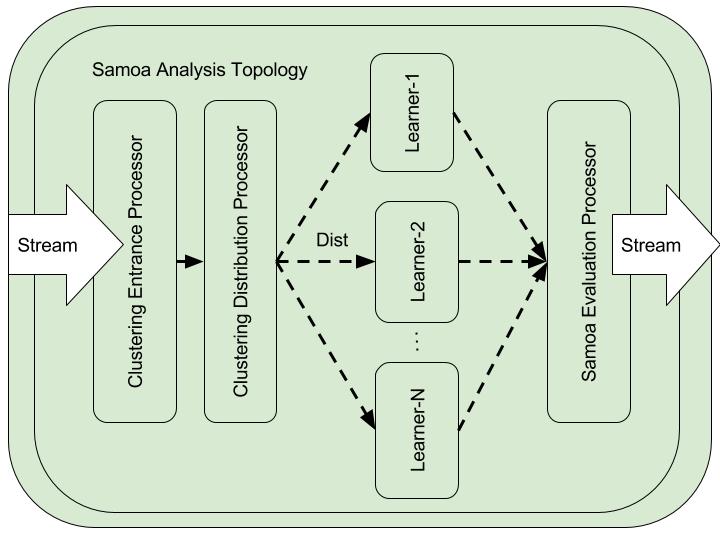 Samoa Analysis Topology
Stream
Clustering Entrance Processor
Clustering Distribution Processor
Dist
Learner-1
Learner-2
...
Learner-N
Samoa Evaluation Processor
Stream